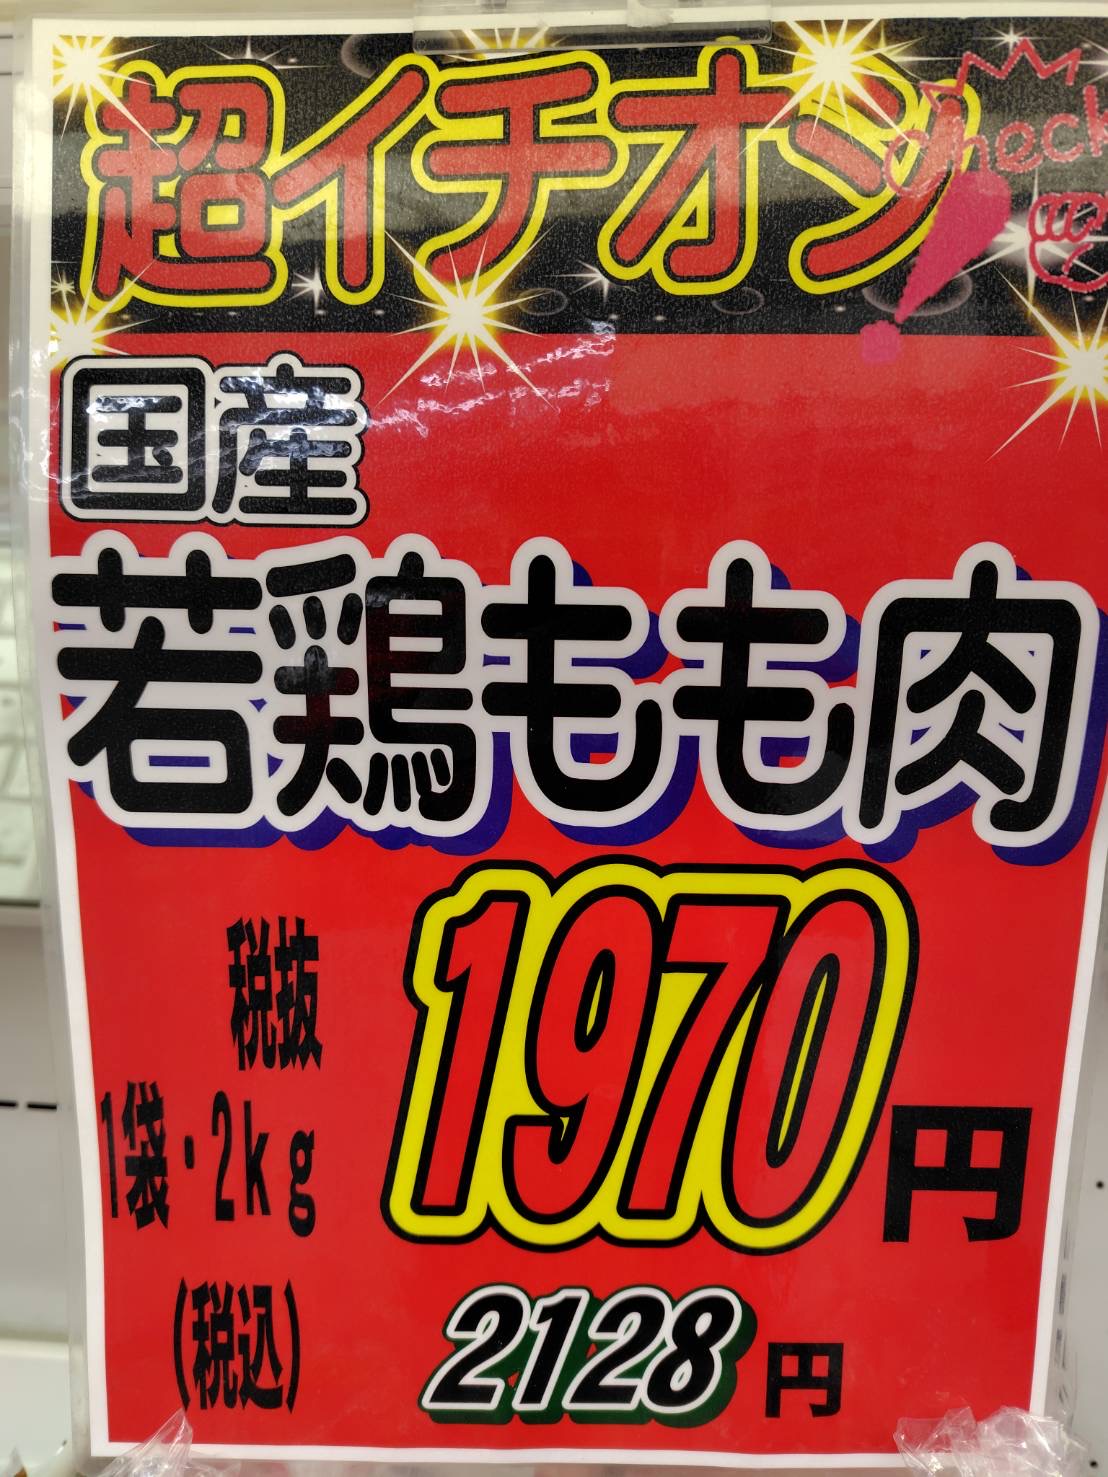 超イチオシ
Check
国産
若鶏もも肉
税抜
1袋・2kg
1970円
(税込)
2128円